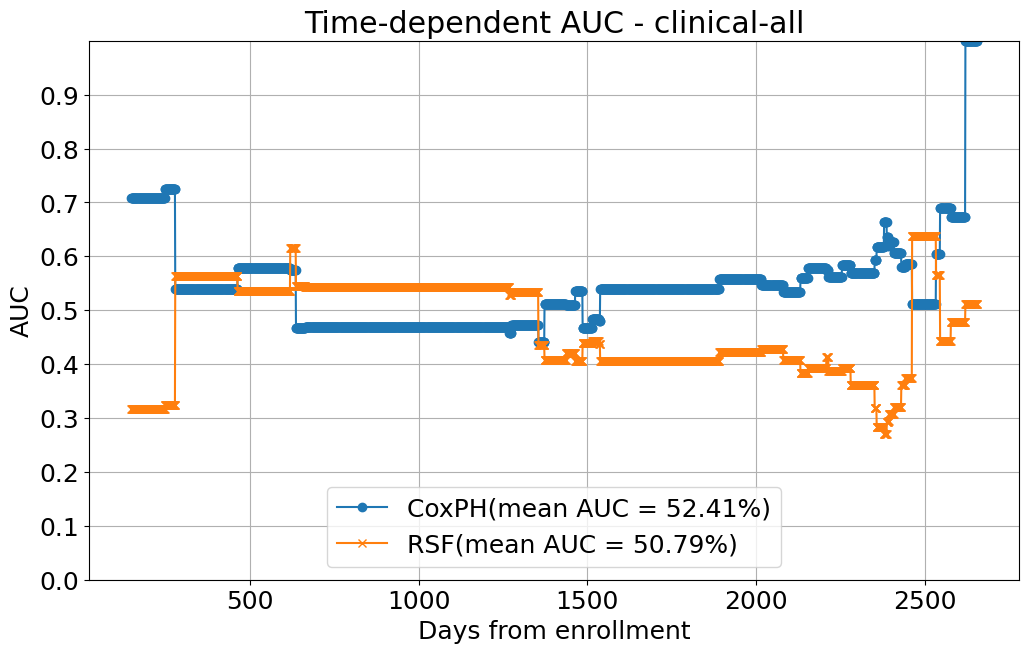 Time-dependent AUC - clinical-all
AUC
0.9
0.8
0.7
0.6
0.5
0.4
0.3
0.2
0.1
0.0
CoxPH(mean AUC = 52.41%)
RSF(mean AUC = 50.79%)
500 1000 1500 2000 2500
Days from enrollment